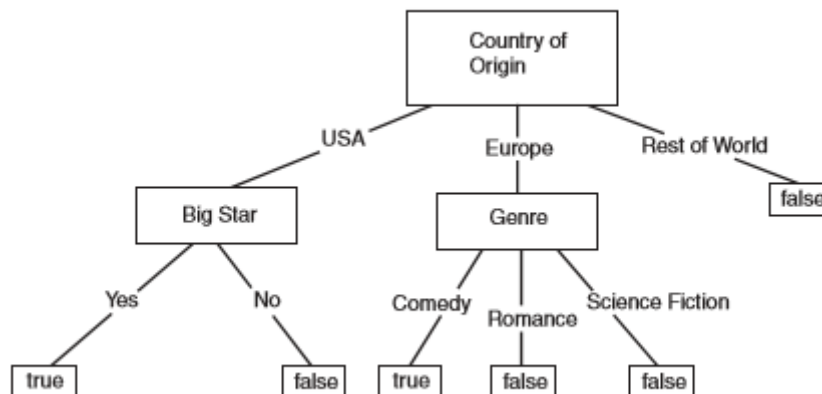 Country of
Origin
USA
Europe
Rest of World
false
Big Star
Genre
Yes
No
Comedy
Romance
Science Fiction
true
false
true
false
false